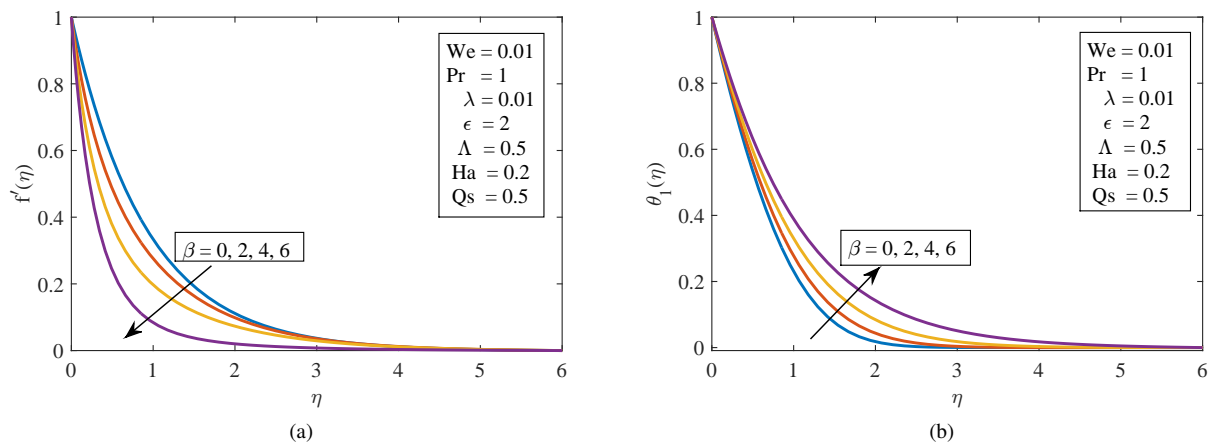 1
0.8
0.6
0.4
0.2
0
f′(η)
0 1 2 3 4 5 6
η
We = 0.01
Pr = 1
λ = 0.01
ϵ = 2
Λ = 0.5
Ha = 0.2
Qs = 0.5
β = 0, 2, 4, 6
(a)
1
0.8
0.6
0.4
0.2
0
θ₁(η)
0 1 2 3 4 5 6
η
We = 0.01
Pr = 1
λ = 0.01
ϵ = 2
Λ = 0.5
Ha = 0.2
Qs = 0.5
β = 0, 2, 4, 6
(b)